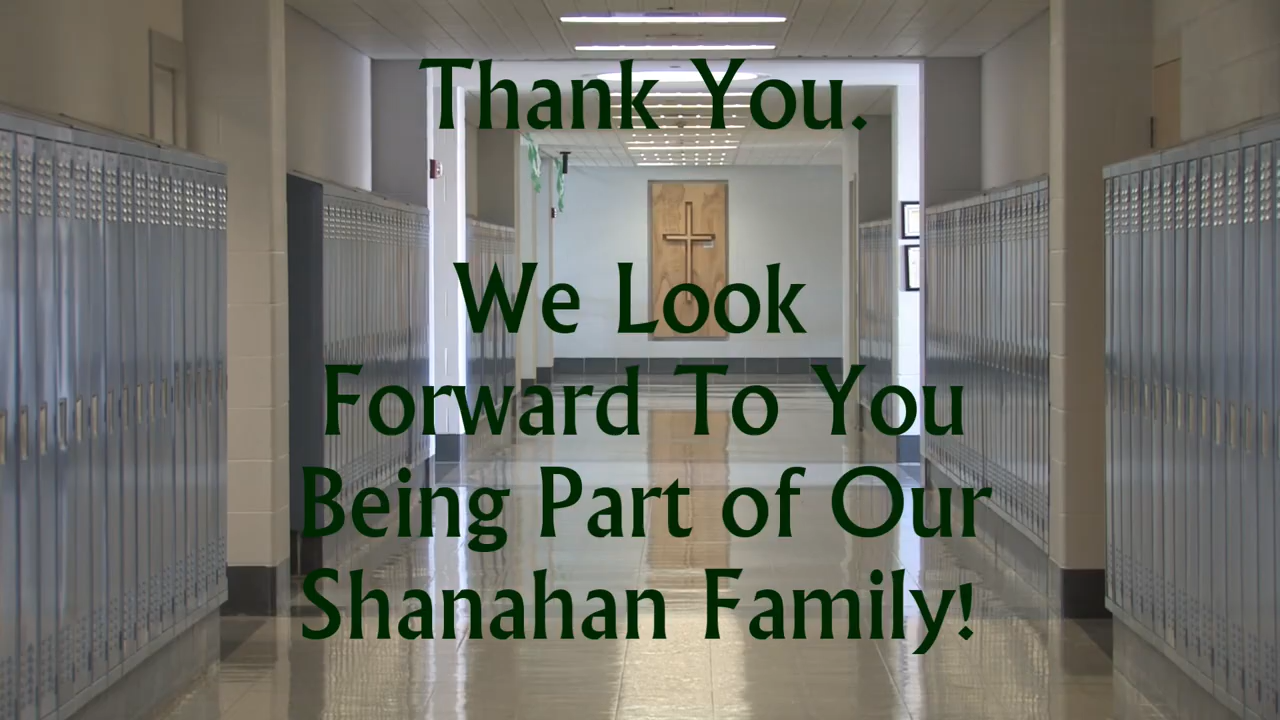 Thank You.
We Look
Forward To You
Being Part of Our
Shanahan Family!